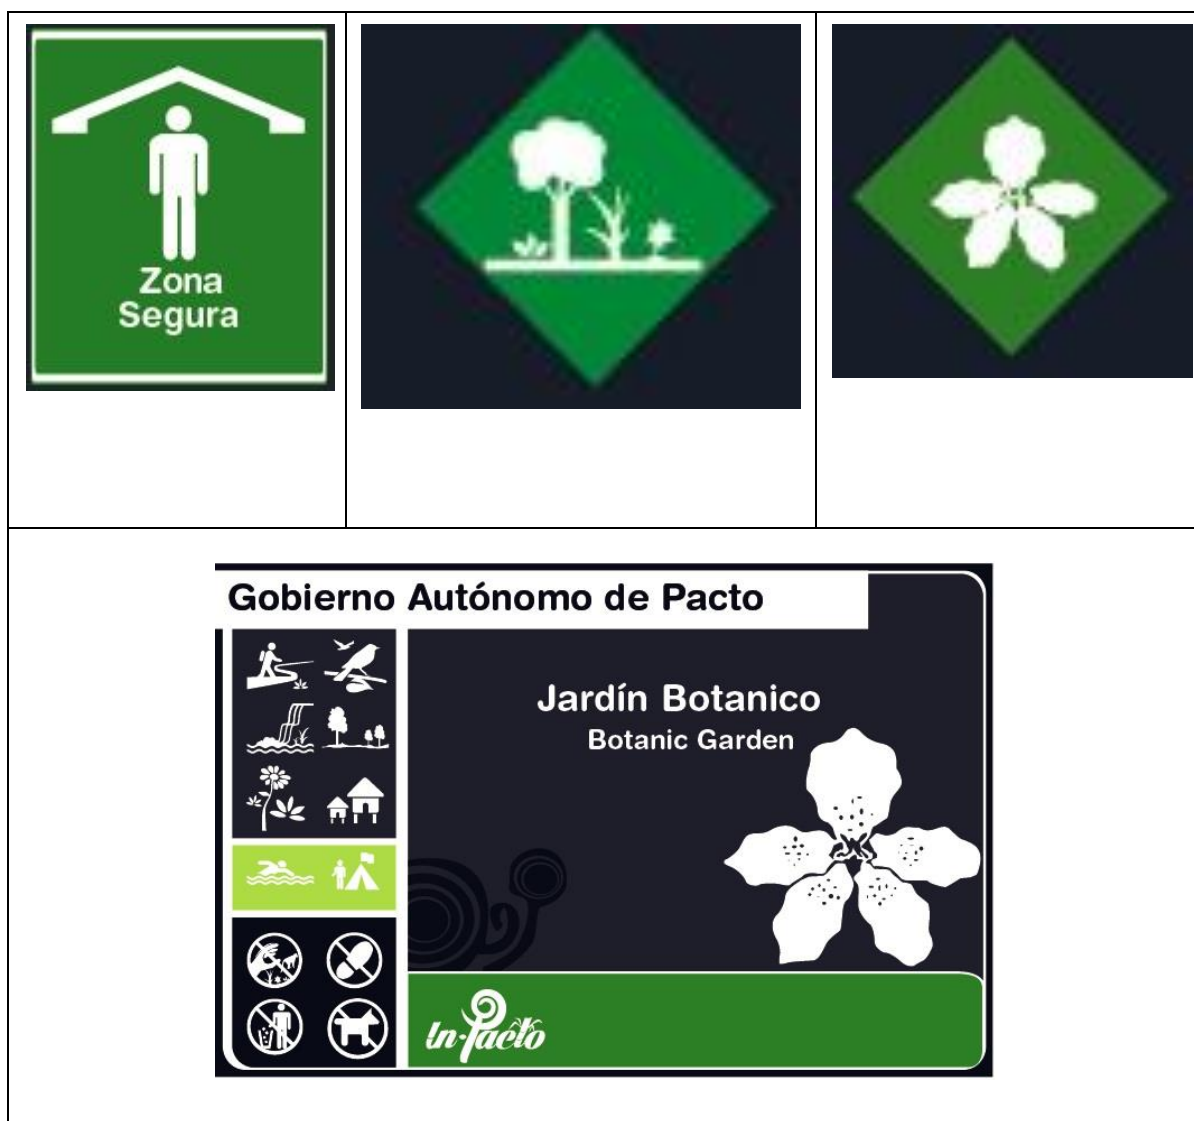 Zona
Segura
Gobierno Autónomo de Pacto
Jardín Botanico
Botanic Garden
In-Pacto